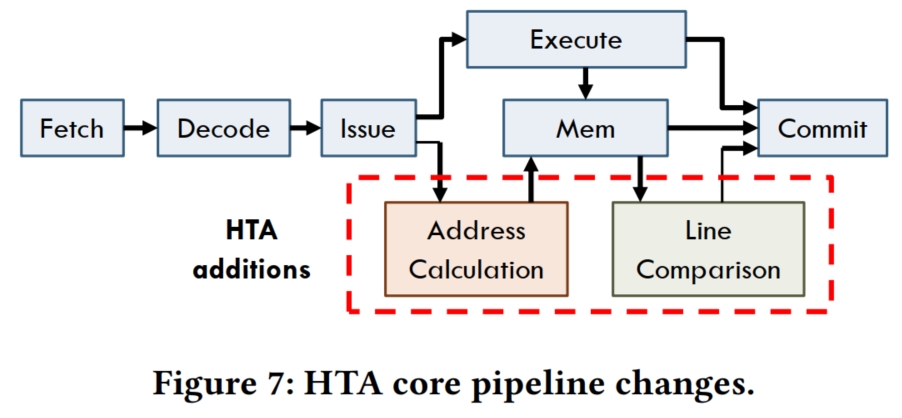 Execute
Fetch
Decode
Issue
Mem
Commit
HTA
additions
Address
Calculation
Line
Comparison
Figure 7: HTA core pipeline changes.